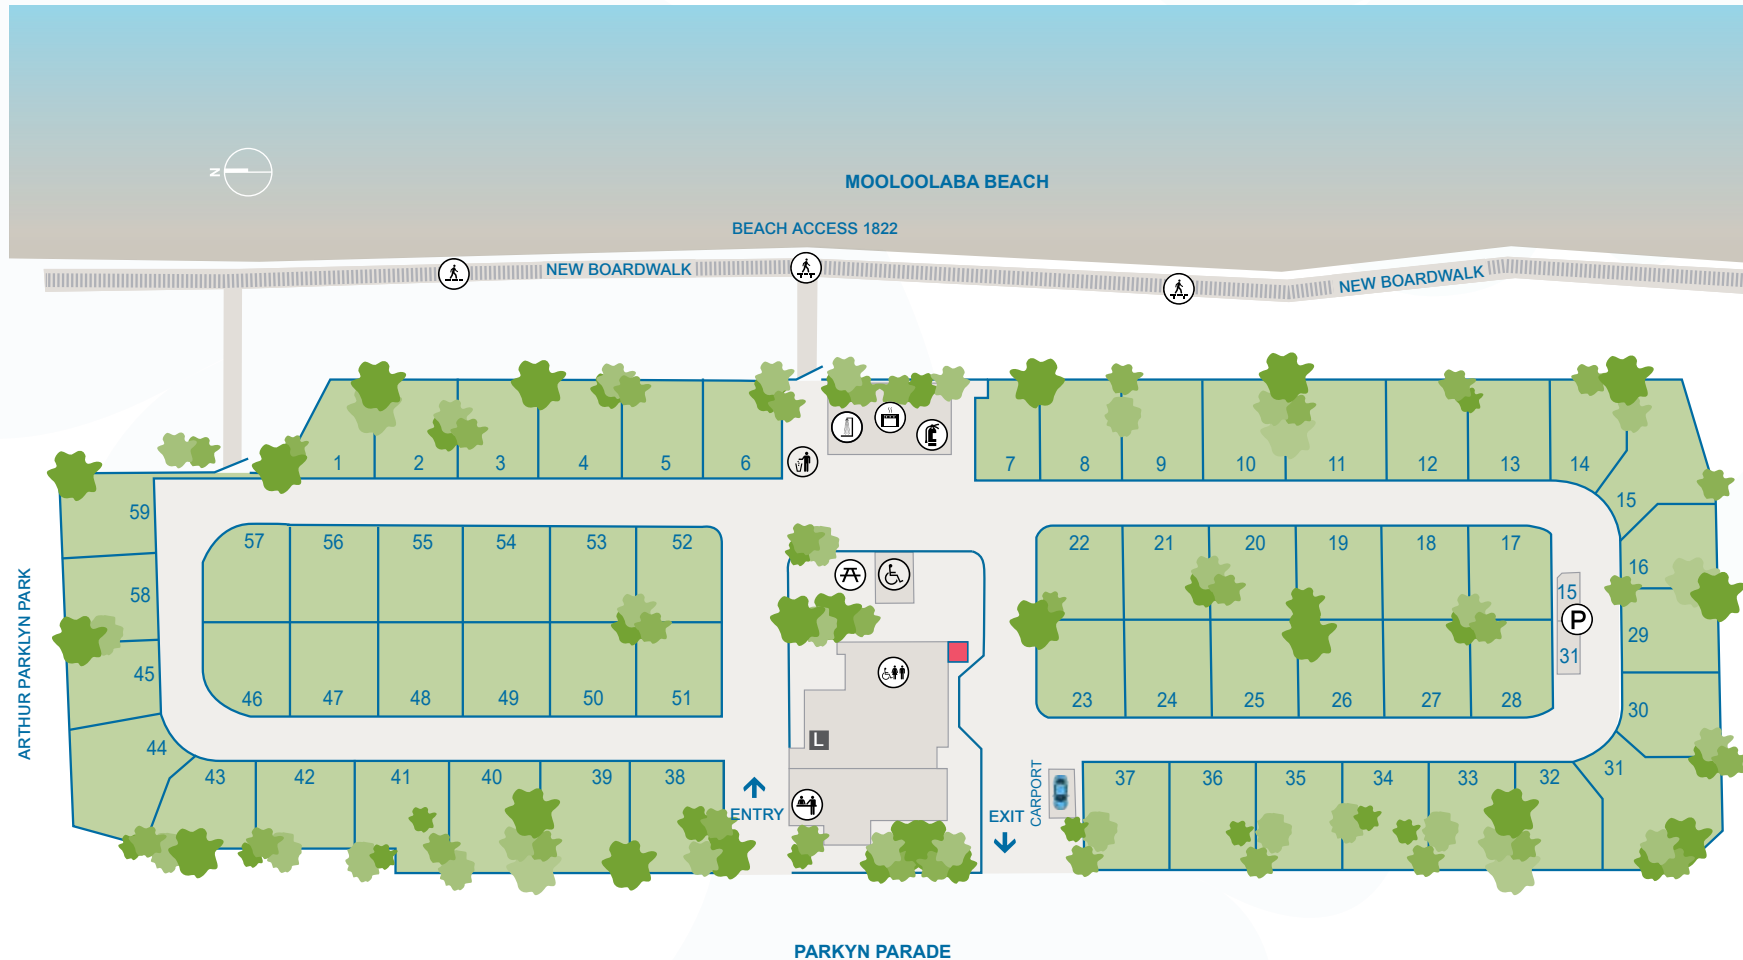 N
MOOLOOLABA BEACH
BEACH ACCESS 1822
NEW BOARDWALK
NEW BOARDWALK
1 2 3 4 5 6
7 8 9 10 11 12 13 14
15
59
57 56 55 54 53 52
22 21 20 19 18 17
16
58
15
P
29
31
45
46 47 48 49 50 51
23 24 25 26 27 28
30
ARTHUR PARKLYN PARK
L
44
43 42 41 40 39 38
37 36 35 34 33 32 31
CARPORT
ENTRY
EXIT
PARKYN PARADE